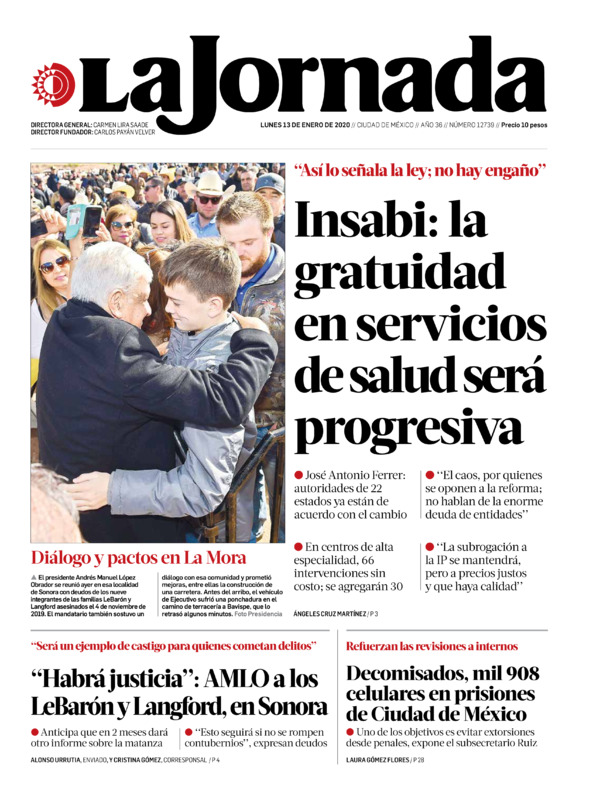 La Jornada
DIRECTORA GENERAL: CARMEN LIRA SAADE
DIRECTOR FUNDADOR: CARLOS PAYÁN VELVER
LUNES 13 DE ENERO DE 2020 // CIUDAD DE MÉXICO // AÑO 36 // NÚMERO 12739 // Precio 10 pesos
“Así lo señala la ley; no hay engaño”
Insabi: la
gratuidad
en servicios
de salud será
progresiva
● José Antonio Ferrer:
autoridades de 22
estados ya están de
acuerdo con el cambio
● En centros de alta
especialidad, 66
intervenciones sin
costo; se agregarán 30
● “El caos, por quienes
se oponen a la reforma;
no hablan de la enorme
deuda de entidades”
● “La subrogación a
la IP se mantendrá,
pero a precios justos
y que haya calidad”
ÁNGELES CRUZ MARTÍNEZ / P 3
Diálogo y pactos en La Mora
▲ El presidente Andrés Manuel López
Obrador se reunió ayer en esa localidad
de Sonora con deudos de los nueve
integrantes de las familias LeBarón y
Langford asesinados el 4 de noviembre de
2019. El mandatario también sostuvo un
diálogo con esa comunidad y prometió
mejoras, entre ellas la construcción de
una carretera. Antes del arribo, el vehículo
de Ejecutivo sufrió una ponchadura en el
camino de terracería a Bavispe, que lo
retrasó algunos minutos. Foto Presidencia
“Será un ejemplo de castigo para quienes cometan delitos”
“Habrá justicia”: AMLO a los
LeBarón y Langford, en Sonora
● Anticipa que en 2 meses dará
otro informe sobre la matanza
● “Esto seguirá si no se rompen
contubernios”, expresan deudos
ALONSO URRUTIA, ENVIADO, Y CRISTINA GÓMEZ, CORRESPONSAL / P 4
Refuerzan las revisiones a internos
Decomisados, mil 908
celulares en prisiones
de Ciudad de México
● Uno de los objetivos es evitar extorsiones
desde penales, expone el subsecretario Ruiz
LAURA GÓMEZ FLORES / P 28